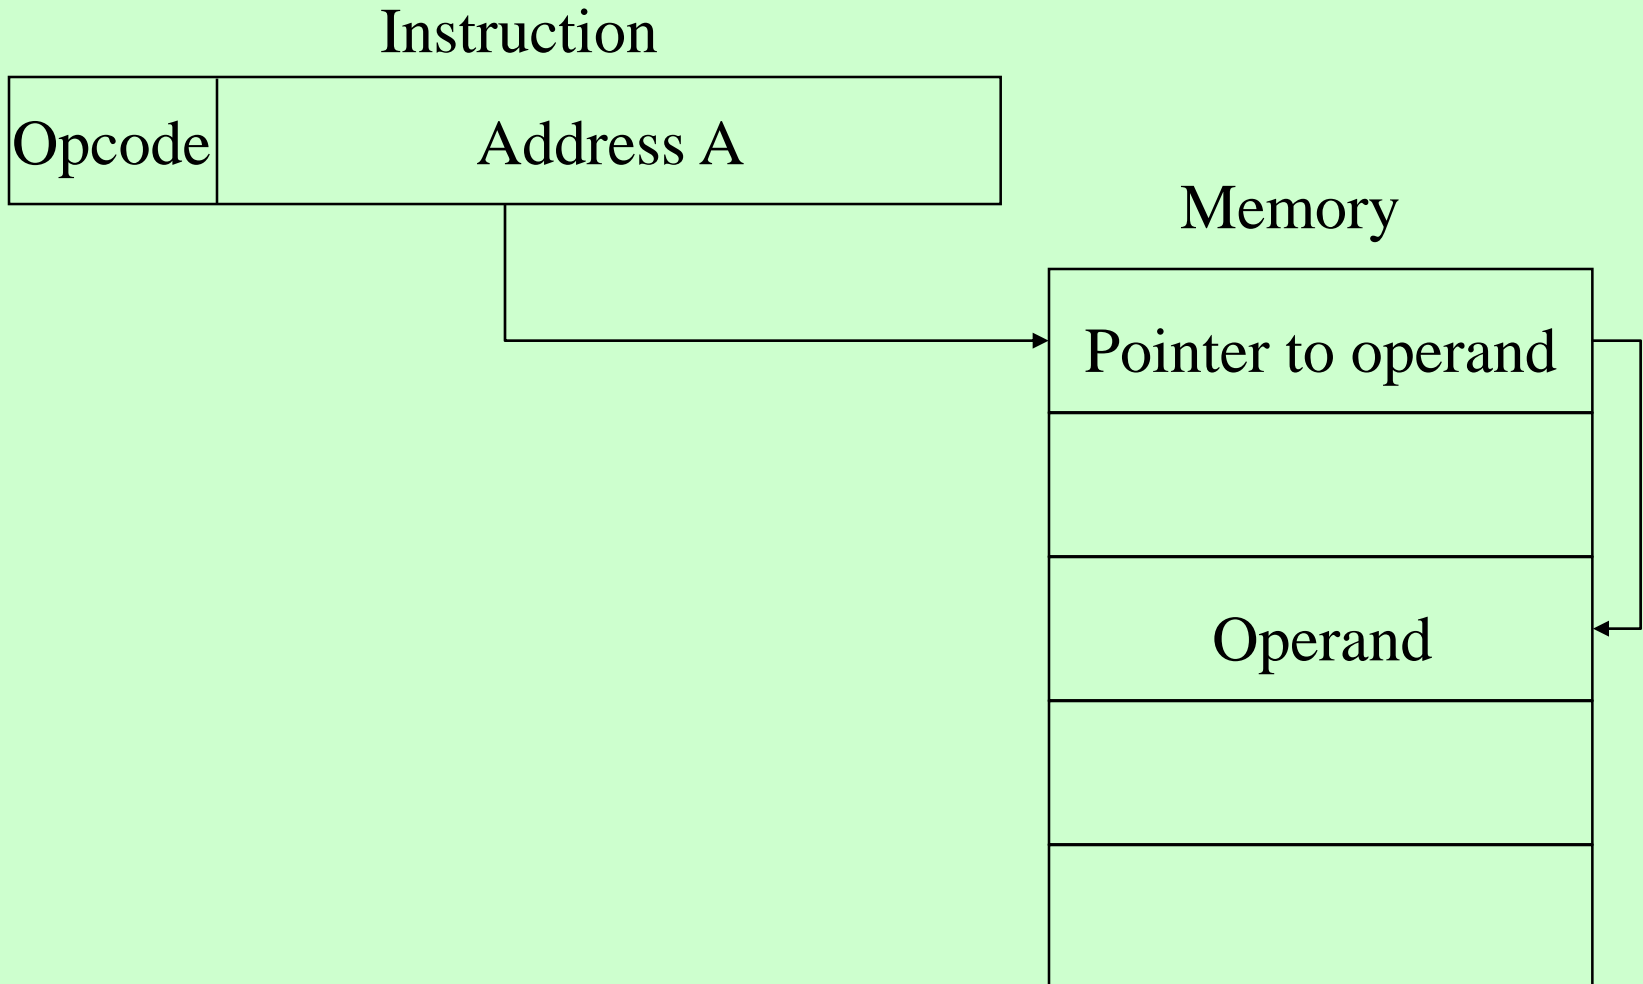 Instruction
Opcode
Address A
Memory
Pointer to operand
Operand